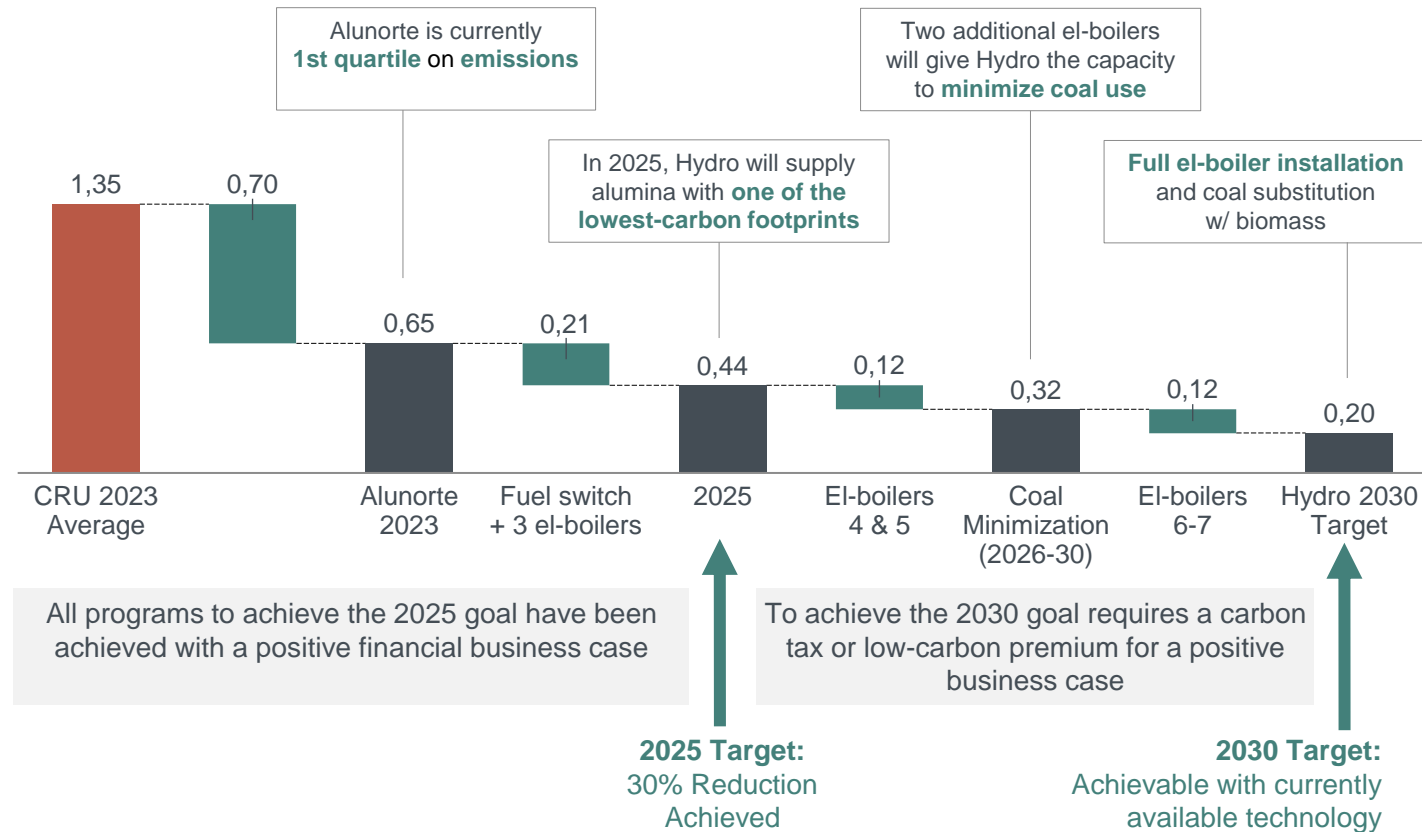 Alunorte is currently
1st quartile on emissions
Two additional el-boilers
will give Hydro the capacity
to minimize coal use
In 2025, Hydro will supply
alumina with one of the
lowest-carbon footprints
Full el-boiler installation
and coal substitution
w/ biomass
1,35
0,70
0,65
0,21
0,44
0,12
0,32
0,12
0,20
CRU 2023
Average
Alunorte
2023
Fuel switch
+ 3 el-boilers
2025
El-boilers
4 & 5
Coal
Minimization
(2026-30)
El-boilers
6-7
Hydro 2030
Target
All programs to achieve the 2025 goal have been
achieved with a positive financial business case
To achieve the 2030 goal requires a carbon
tax or low-carbon premium for a positive
business case
2025 Target:
30% Reduction
Achieved
2030 Target:
Achievable with currently
available technology